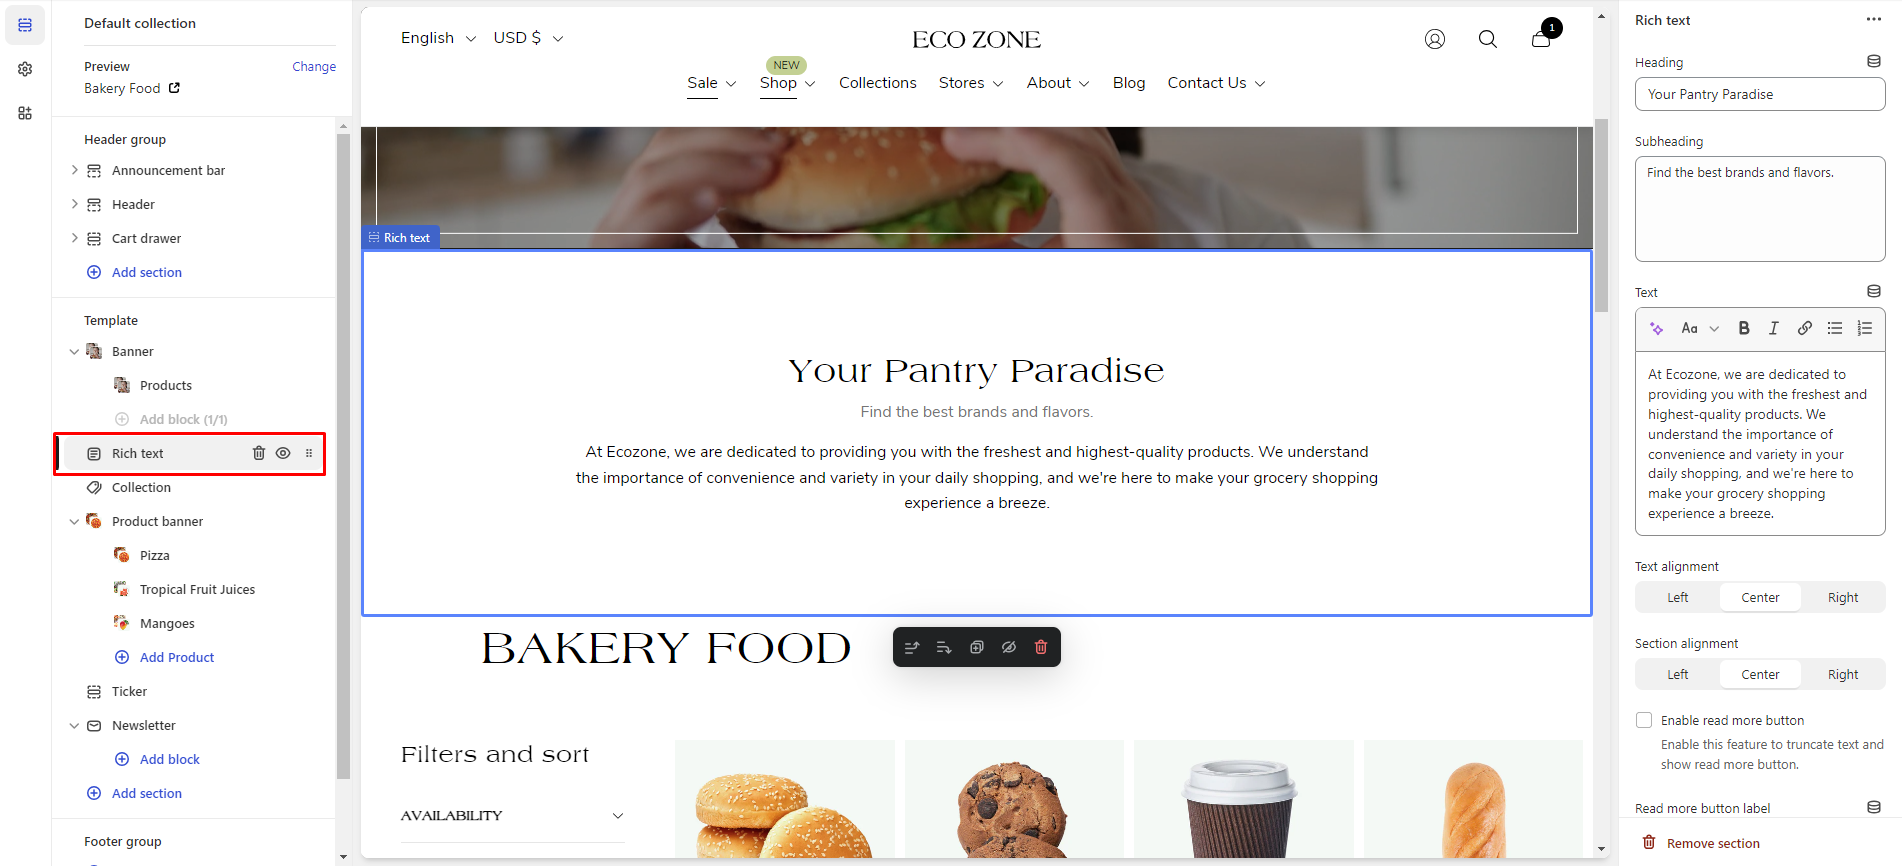 Default collection
Preview
Change
Bakery Food
Header group
Announcement bar
Header
Cart drawer
Add section
Template
Banner
Products
Add block (1/1)
Rich text
Collection
Product banner
Pizza
Tropical Fruit Juices
Mangoes
Add Product
Ticker
Newsletter
Add block
Add section
Footer group
English
USD $
ECO ZONE
1
NEW
Sale
Shop
Collections
Stores
About
Blog
Contact Us
Rich text
Your Pantry Paradise
Find the best brands and flavors.
At Ecozone, we are dedicated to providing you with the freshest and highest-quality products. We understand
the importance of convenience and variety in your daily shopping, and we're here to make your grocery shopping
experience a breeze.
BAKERY FOOD
Filters and sort
AVAILABILITY
Rich text
Heading
Your Pantry Paradise
Subheading
Find the best brands and flavors.
Text
Aa
B
I
At Ecozone, we are dedicated to
providing you with the freshest and
highest-quality products. We
understand the importance of
convenience and variety in your
daily shopping, and we're here to
make your grocery shopping
experience a breeze.
Text alignment
Left
Center
Right
Section alignment
Left
Center
Right
Enable read more button
Enable this feature to truncate text and
show read more button.
Read more button label
Remove section